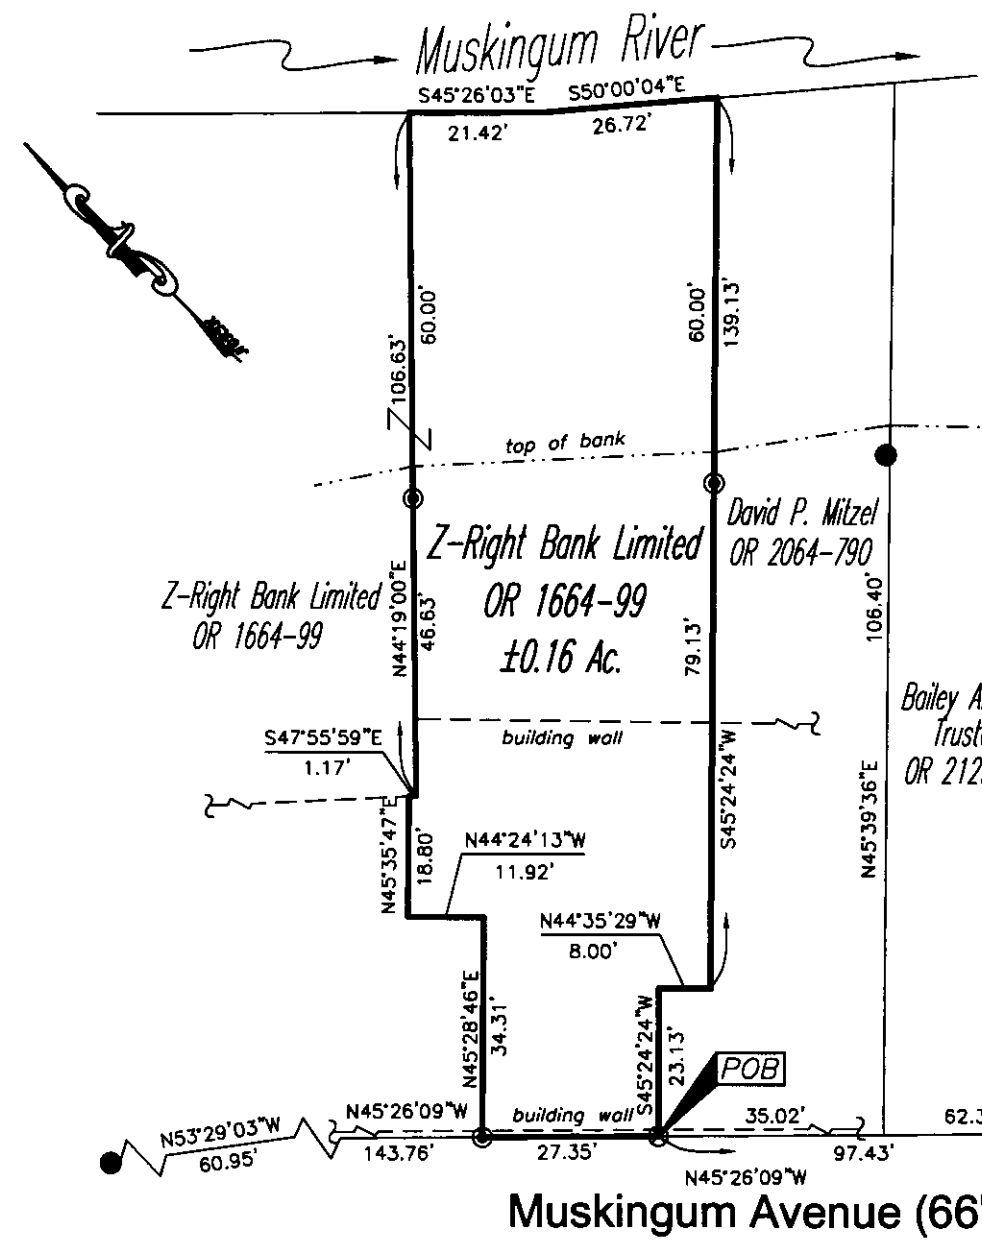 Muskingum River
S45°26'03"E
21.42'
S50°00'04"E
26.72'
106.63'
60.00'
60.00'
139.13'
top of bank
Z-Right Bank Limited
OR 1664-99
±0.16 Ac.
David P. Mitzel
OR 2064-790
Z-Right Bank Limited
OR 1664-99
N44°19'00"E
46.63'
79.13'
106.40'
building wall
S47°55'59"E
1.17'
Bailey
OR
N45°35'47"E
18.80'
N44°24'13"W
11.92'
S45°24'24"W
N45°39'36"E
N44°35'29"W
8.00'
N45°28'46"E
34.31'
S45°24'24"W
23.13'
POB
N53°29'03"W
60.95'
N45°26'09"W
143.76'
building wall
27.35'
35.02'
97.43'
N45°26'09"W
62.3
Muskingum Avenue (66'